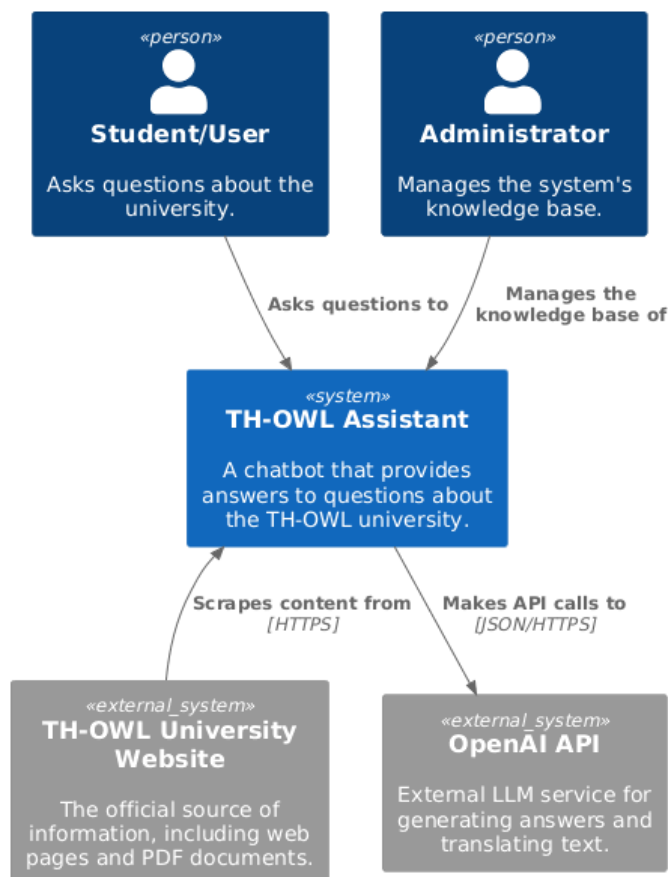 «person»
Student/User
Asks questions about the
university.
«person»
Administrator
Manages the system's
knowledge base.
Asks questions to
Manages the
knowledge base of
«system»
TH-OWL Assistant
A chatbot that provides
answers to questions about
the TH-OWL university.
Scrapes content from
[HTTPS]
Makes API calls to
[JSON/HTTPS]
«external_system»
TH-OWL University
Website
The official source of
information, including web
pages and PDF documents.
«external_system»
OpenAI API
External LLM service for
generating answers and
translating text.